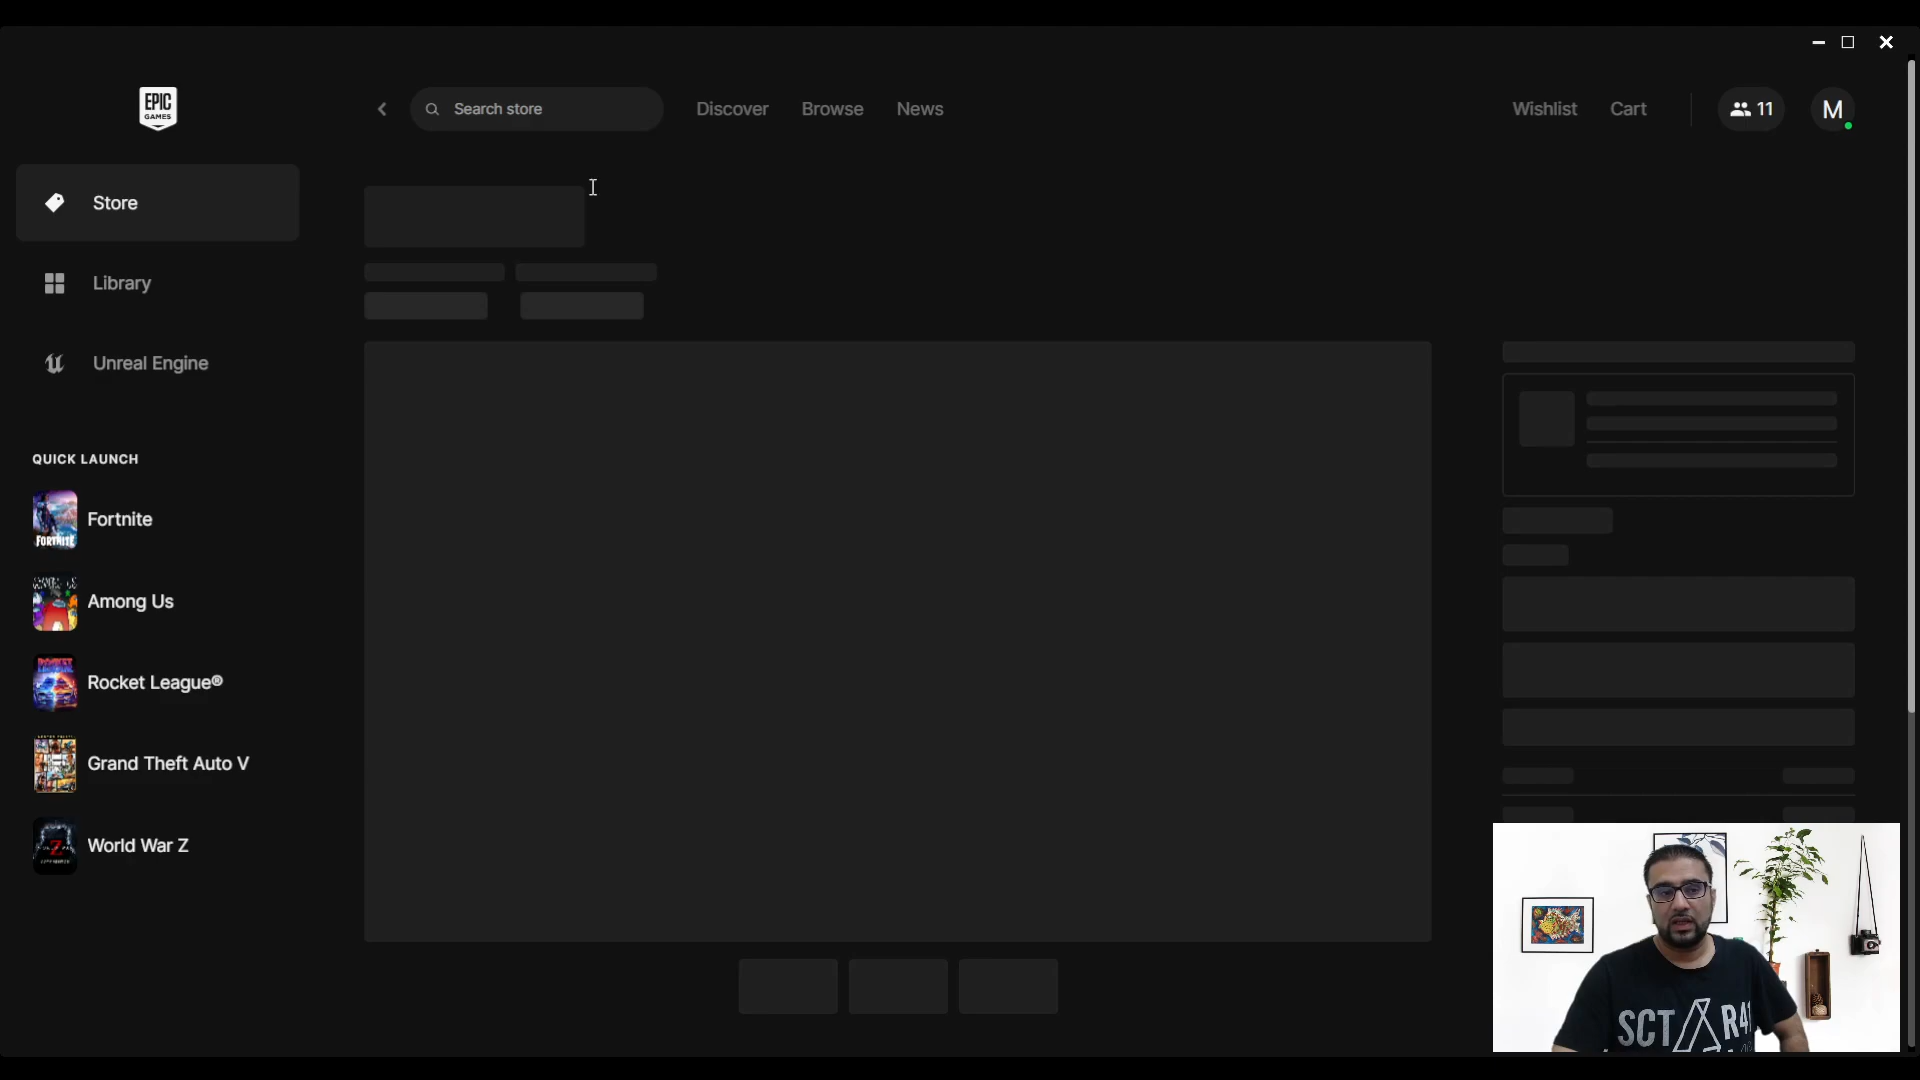 EPIC
GAMES
Search store
Discover
Browse
News
Wishlist
Cart
11
M
Store
Library
Unreal Engine
QUICK LAUNCH
FORTNITE
Fortnite
Among Us
Rocket League®
Grand Theft Auto V
Z
World War Z